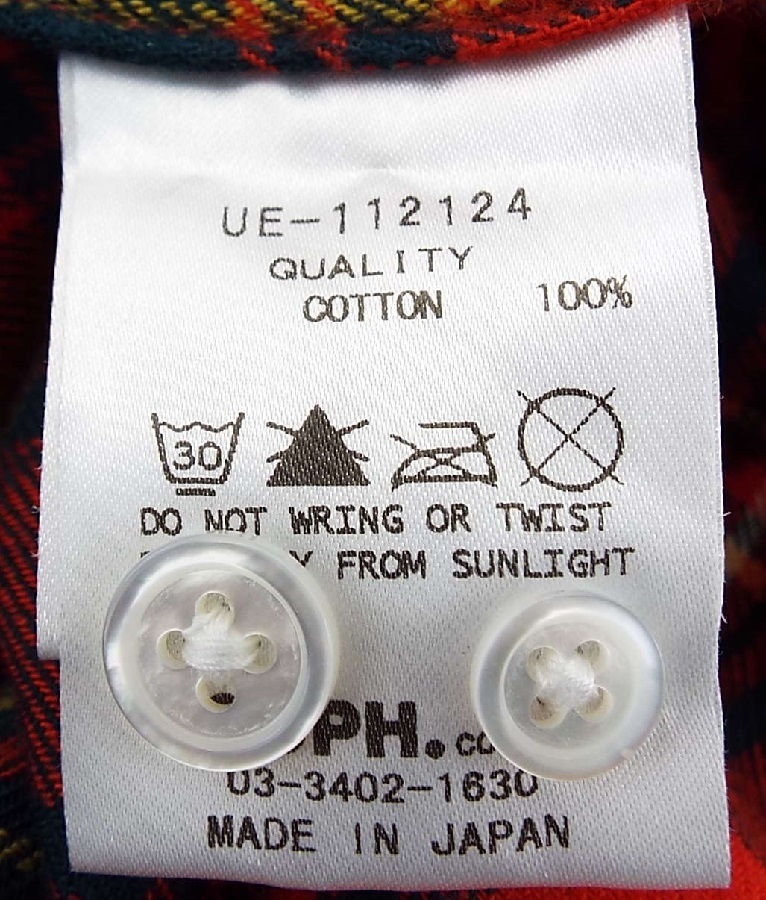 UE-112124
QUALITY
COTTON 100%
30
DO NOT WRING OR TWIST
FROM SUNLIGHT
PH.
03-3402-1630
MADE IN JAPAN